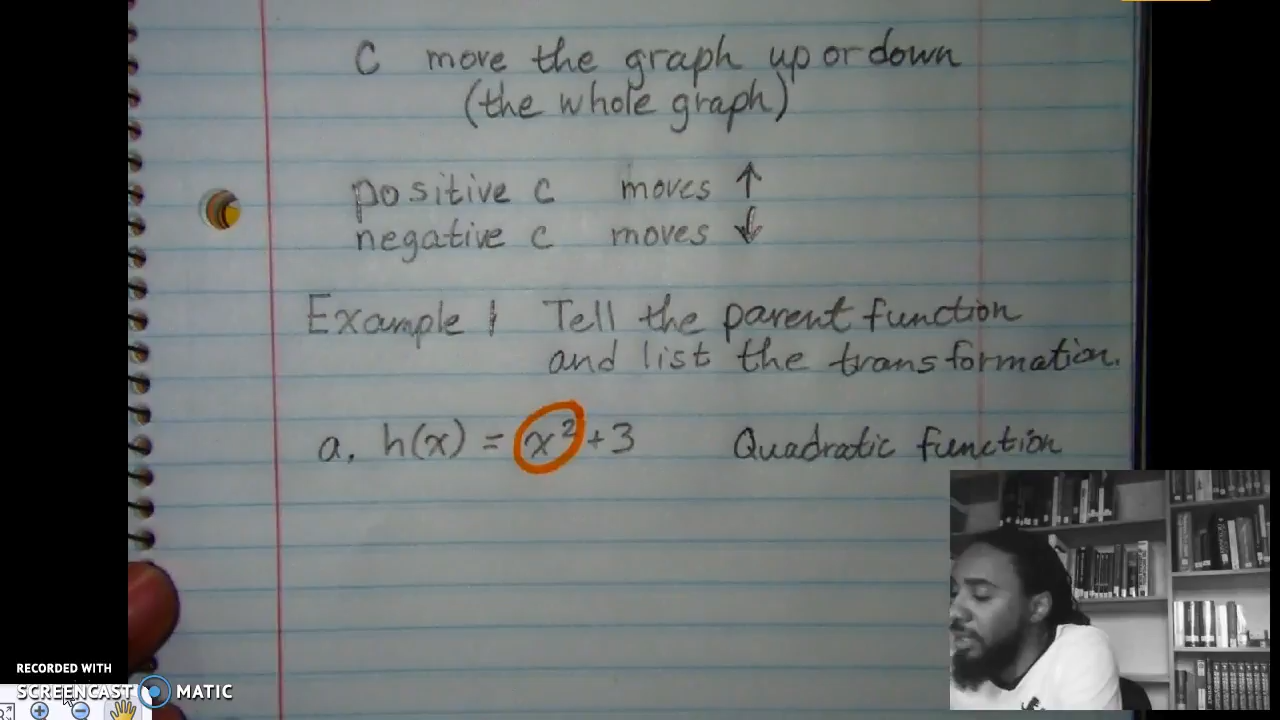 C move the graph up or down
(the whole graph)
positive c moves ↑
negative c moves ↓
Example 1 Tell the parent function
and list the transformation.
a. h(x) = x² + 3 Quadratic function
RECORDED WITH
SCREENCAST MATIC